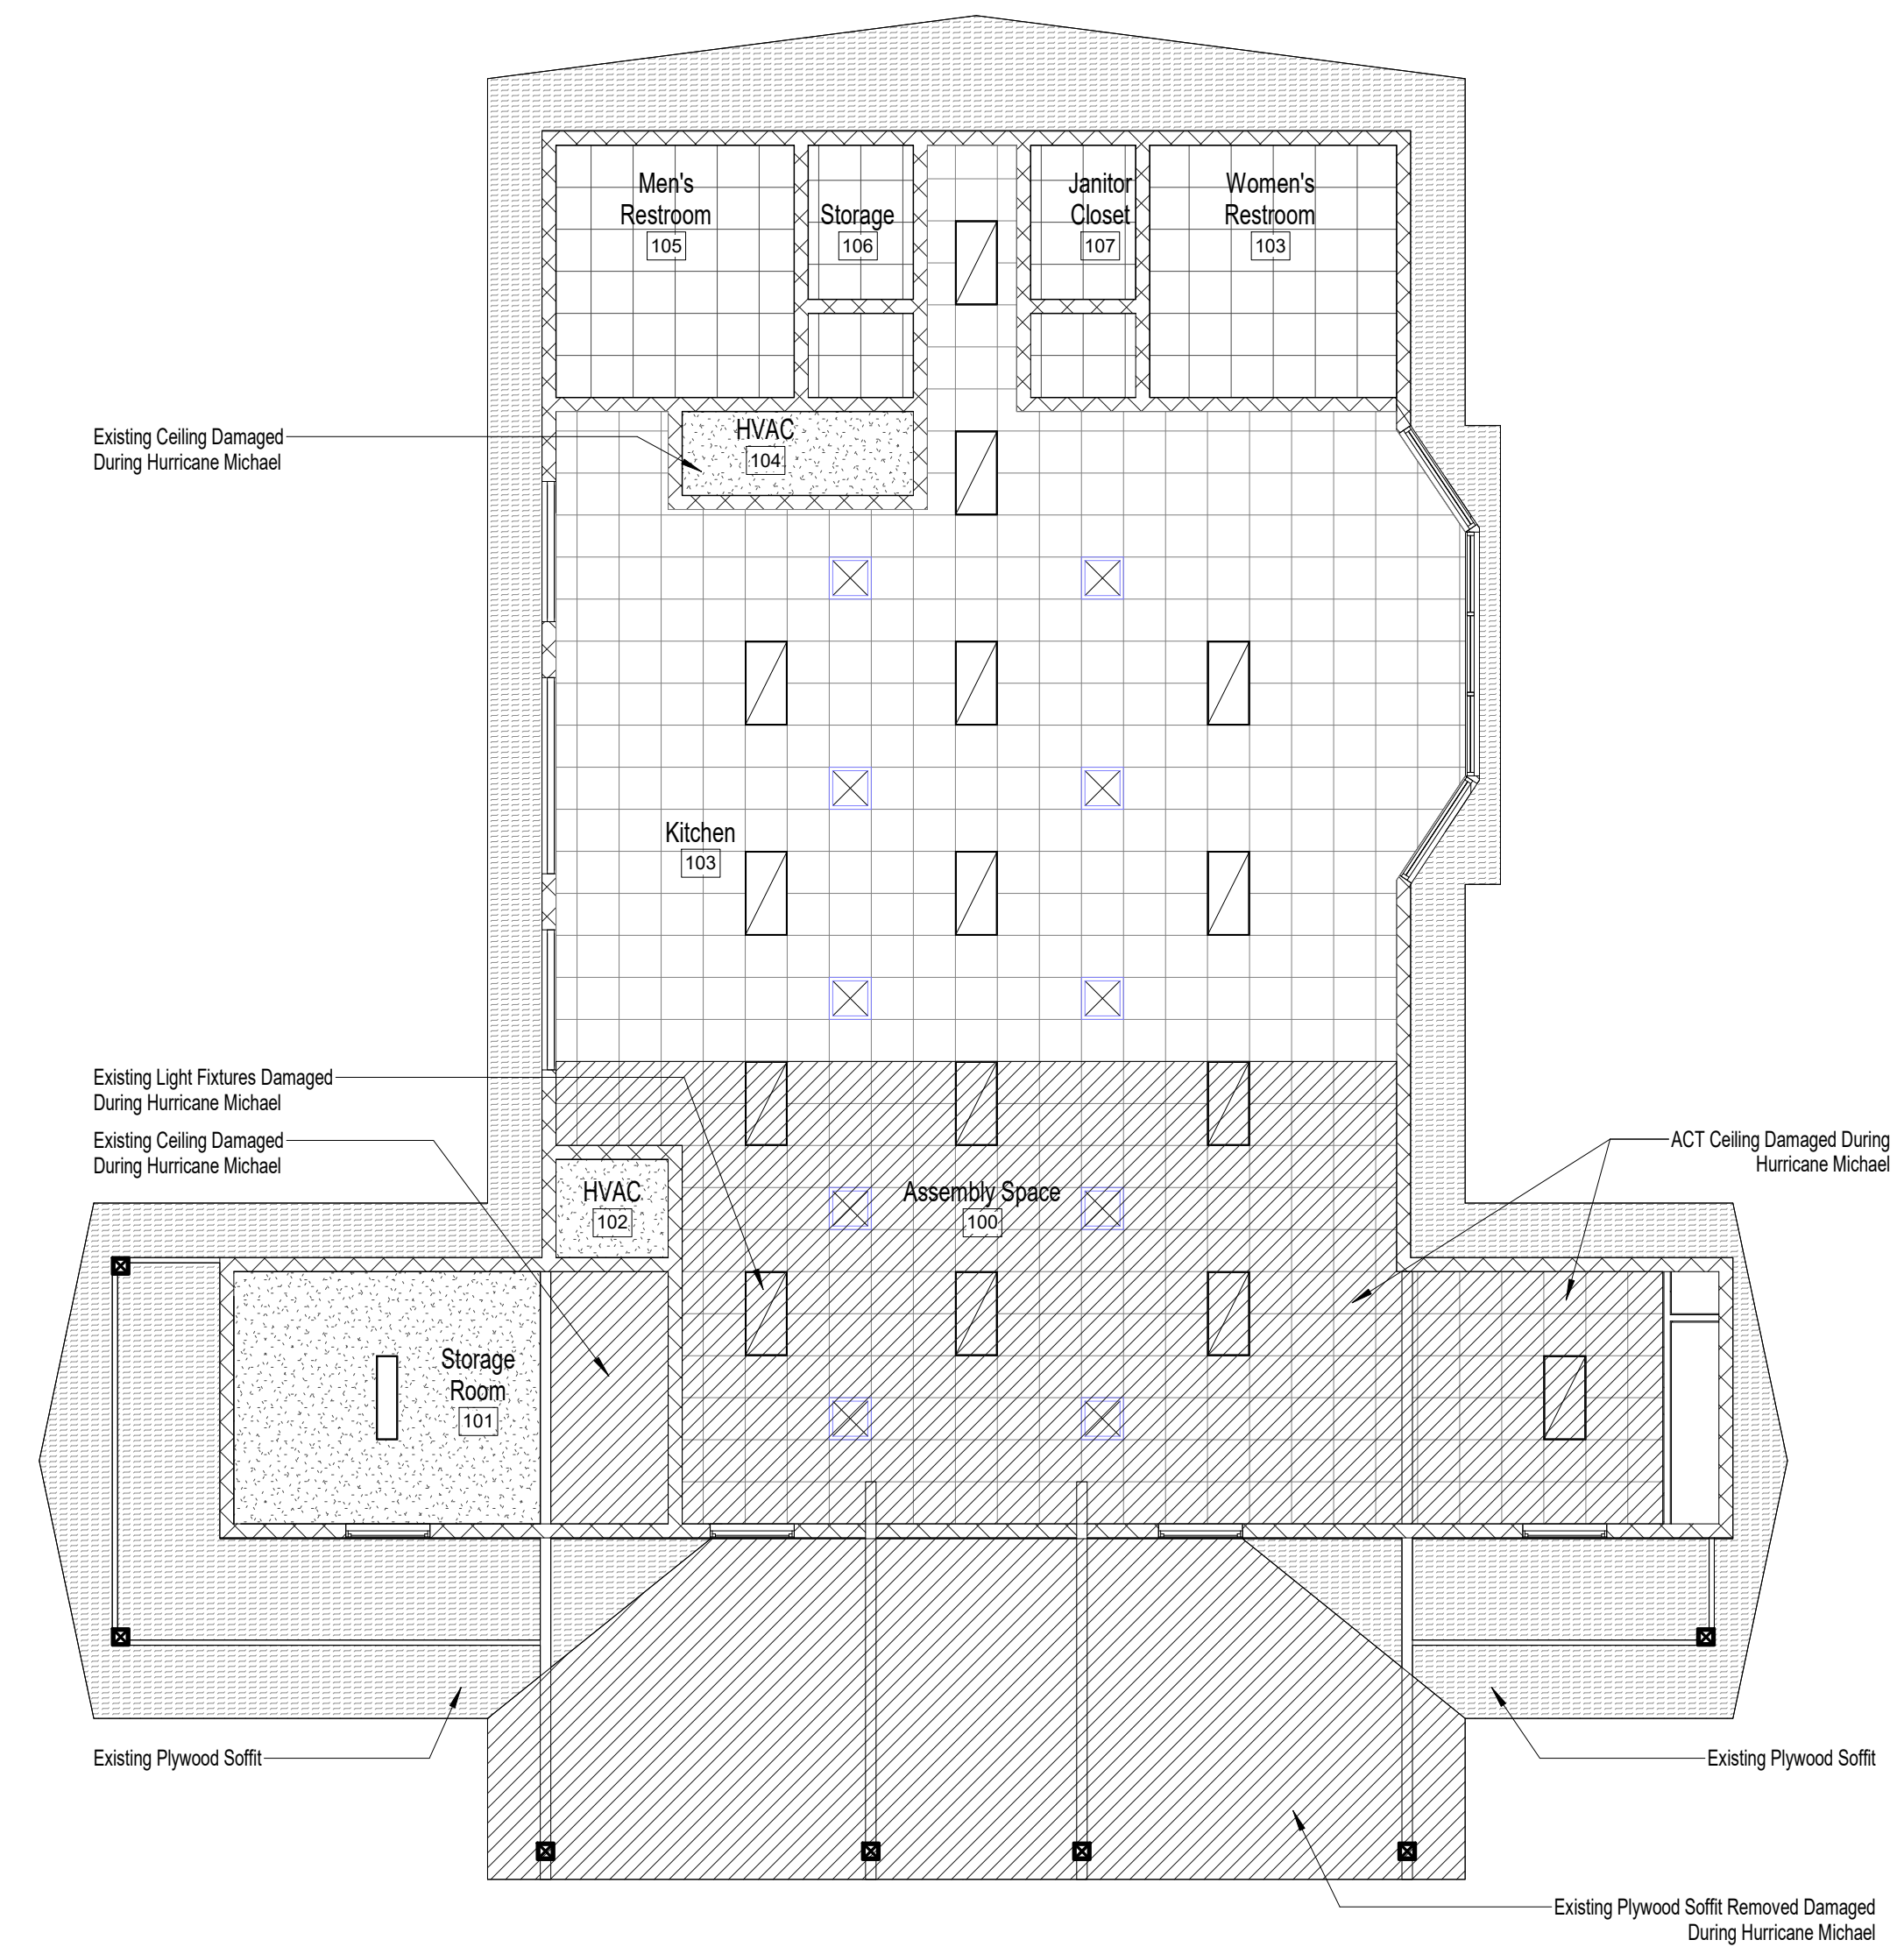 Men's
Restroom
105
Storage
106
Janitor
Closet
107
Women's
Restroom
103
Existing Ceiling Damaged
During Hurricane Michael
HVAC
104
Kitchen
103
Existing Light Fixtures Damaged
During Hurricane Michael
Existing Ceiling Damaged
During Hurricane Michael
ACT Ceiling Damaged During
Hurricane Michael
HVAC
102
Assembly Space
100
Storage
Room
101
Existing Plywood Soffit
Existing Plywood Soffit
Existing Plywood Soffit Removed Damaged
During Hurricane Michael